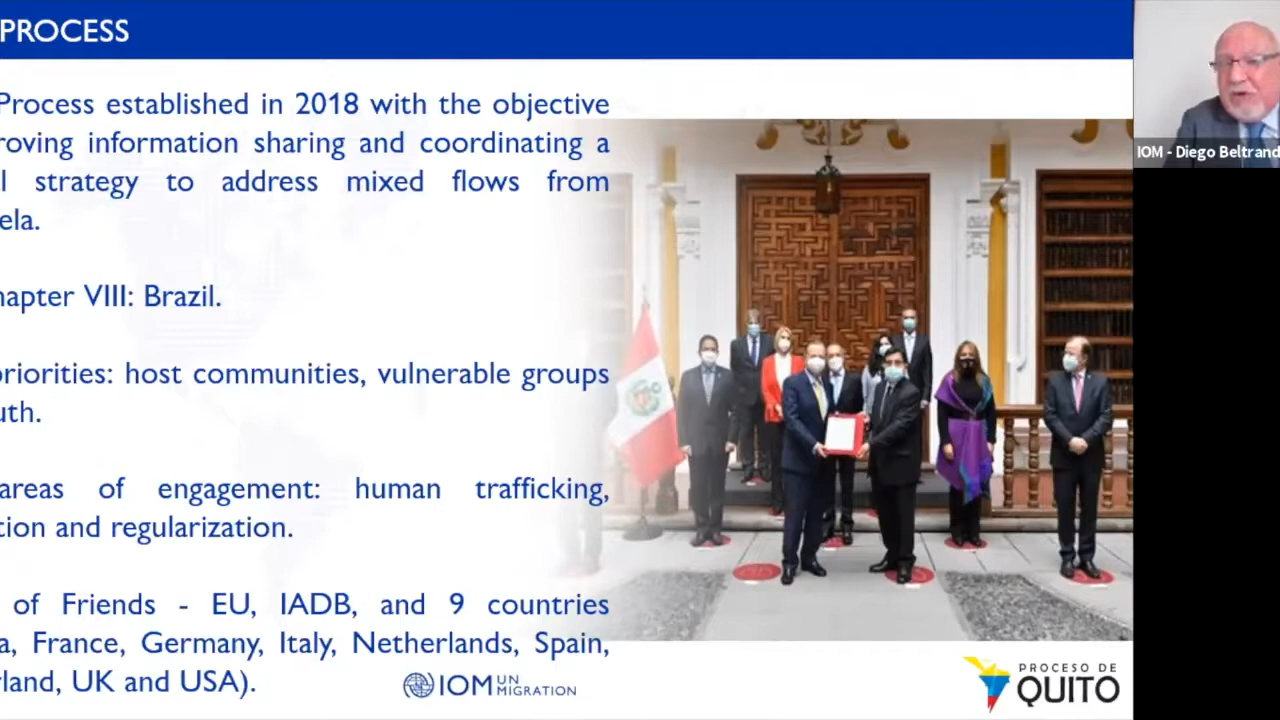 PROCESS
Process established in 2018 with the objective
roving information sharing and coordinating a
l strategy to address mixed flows from
ela.
hapter VIII: Brazil.
priorities: host communities, vulnerable groups
uth.
areas of engagement: human trafficking,
tion and regularization.
of Friends - EU, IADB, and 9 countries
a, France, Germany, Italy, Netherlands, Spain,
rland, UK and USA).
IOM UN MIGRATION
PROCESO DE
QUITO
IOM - Diego Beltrand